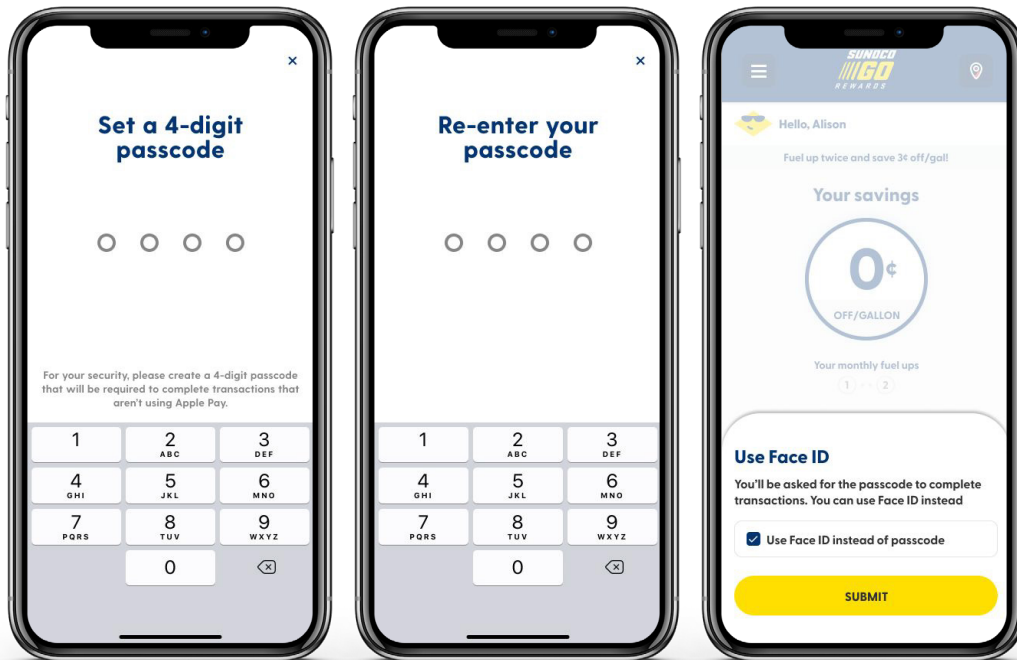 ×
Set a 4-digit
passcode
For your security, please create a 4-digit passcode
that will be required to complete transactions that
aren't using Apple Pay.
1
2
ABC
3
DEF
4
GHI
5
JKL
6
MNO
7
PQRS
8
TUV
9
WXYZ
0
×
Re-enter your
passcode
1
2
ABC
3
DEF
4
GHI
5
JKL
6
MNO
7
PQRS
8
TUV
9
WXYZ
0
SUNOCO
GO
REWARDS
Hello, Alison
Fuel up twice and save 3¢ off/gal!
Your savings
0¢
OFF/GALLON
Your monthly fuel ups
1
2
Use Face ID
You'll be asked for the passcode to complete
transactions. You can use Face ID instead
Use Face ID instead of passcode
SUBMIT